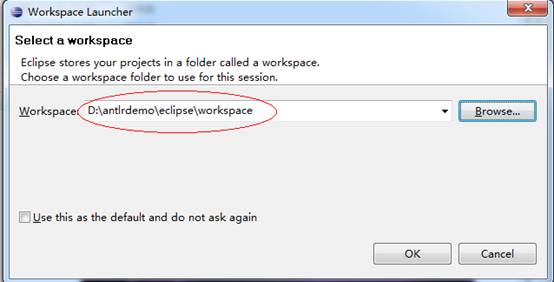 Workspace Launcher
Select a workspace
Eclipse stores your projects in a folder called a workspace.
Choose a workspace folder to use for this session.
Workspace: D:\antlrdemo\eclipse\workspace Browse...
Use this as the default and do not ask again
OK Cancel